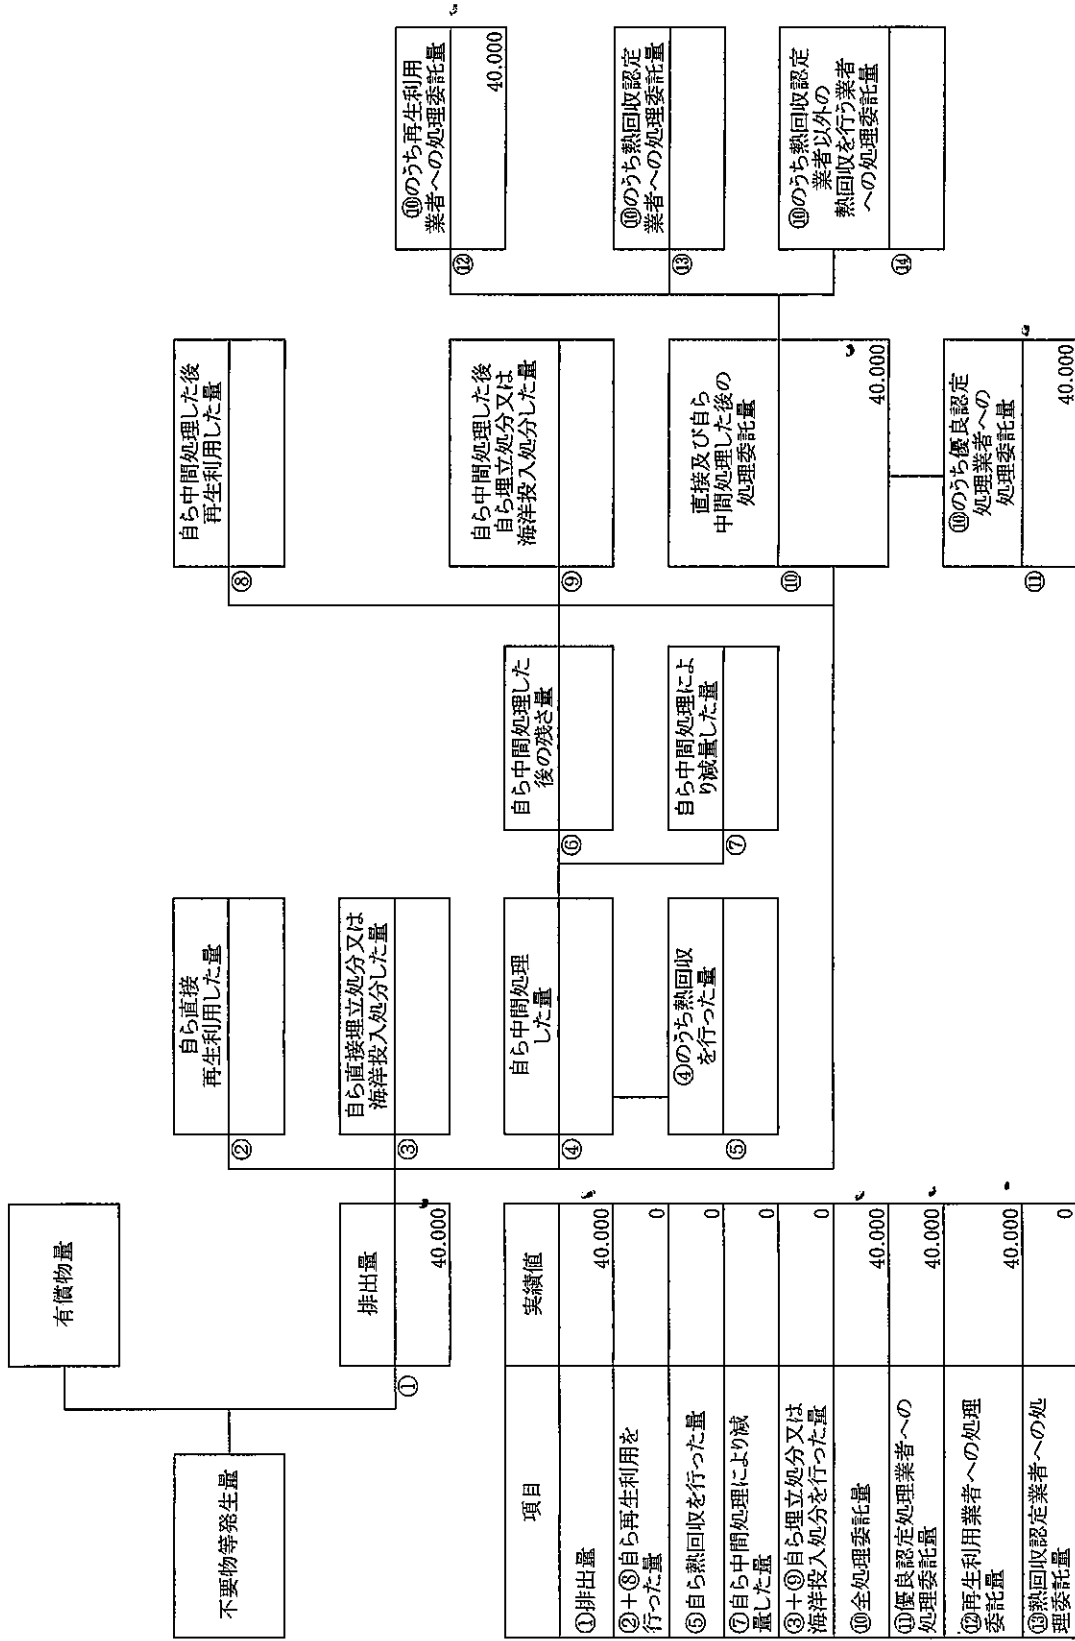 不要物等発生量
有償物量
①
排出量
40.000
②
自ら直接
再生利用した量
③
自ら直接埋立処分又は
海洋投入処分した量
④
自ら中間処理
した量
⑤
④のうち熱回収
を行った量
⑥
自ら中間処理した
後の残さ量
⑦
自ら中間処理によ
り減量した量
⑧
自ら中間処理した後
再生利用した量
⑨
自ら中間処理した後
自ら埋立処分又は
海洋投入処分した量
⑩
直接及び自ら
中間処理した後の
処理委託量
40.000
⑪
⑩のうち優良認定
処理業者への
処理委託量
40.000
⑫
⑩のうち再生利用
業者への処理委託量
40.000
⑬
⑩のうち熱回収認定
業者への処理委託量
⑭
⑩のうち熱回収認定
業者以外の
熱回収を行う業者
への処理委託量
項目 実績値
①排出量 40.000
②+⑧自ら再生利用を
行った量 0
⑤自ら熱回収を行った量 0
⑦自ら中間処理により減
量した量 0
③+⑨自ら埋立処分又は
海洋投入処分を行った量 0
⑩全処理委託量 40.000
⑪優良認定処理業者への
処理委託量 40.000
⑫再生利用業者への処理
委託量 40.000
⑬熱回収認定業者への処
理委託量 0